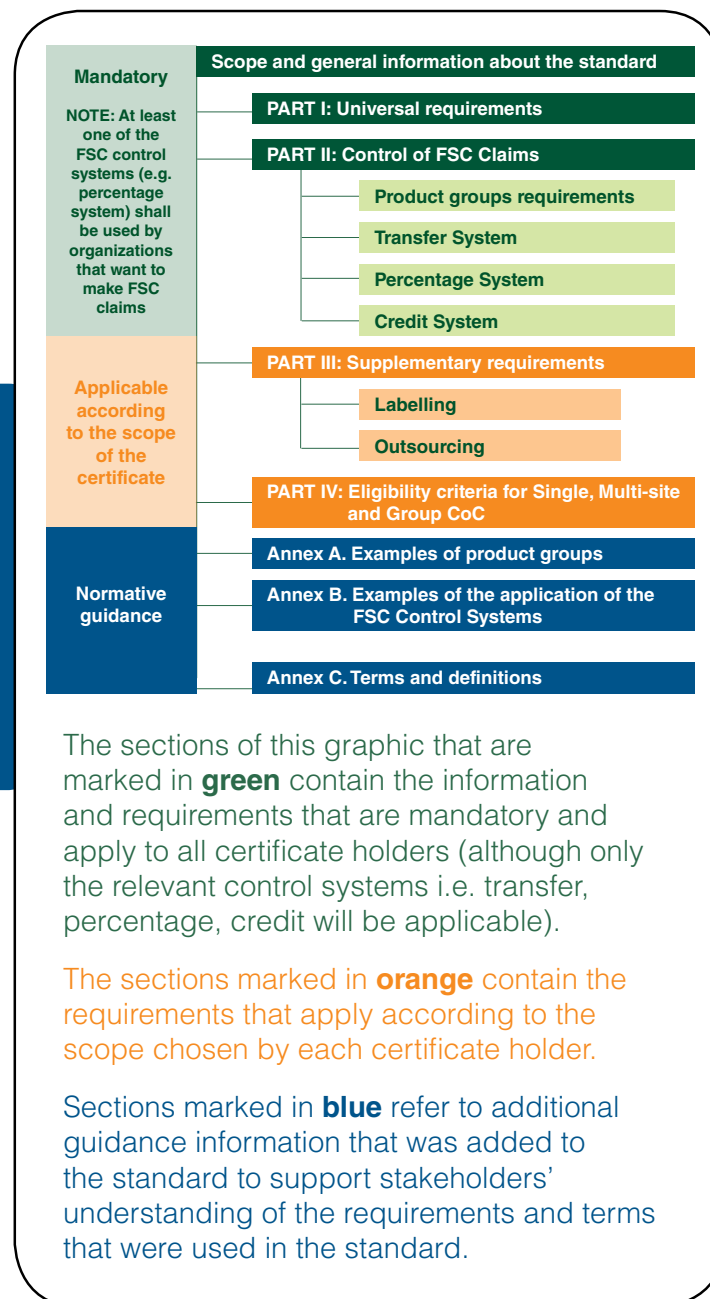 Mandatory
NOTE: At least
one of the
FSC control
systems (e.g.
percentage
system) shall
be used by
organizations
that want to
make FSC
claims
Scope and general information about the standard
PART I: Universal requirements
PART II: Control of FSC Claims
Product groups requirements
Transfer System
Percentage System
Credit System
Applicable
according
to the scope
of the
certificate
PART III: Supplementary requirements
Labelling
Outsourcing
PART IV: Eligibility criteria for Single, Multi-site
and Group CoC
Normative
guidance
Annex A. Examples of product groups
Annex B. Examples of the application of the
FSC Control Systems
Annex C. Terms and definitions
The sections of this graphic that are
marked in green contain the information
and requirements that are mandatory and
apply to all certificate holders (although only
the relevant control systems i.e. transfer,
percentage, credit will be applicable).
The sections marked in orange contain the
requirements that apply according to the
scope chosen by each certificate holder.
Sections marked in blue refer to additional
guidance information that was added to
the standard to support stakeholders’
understanding of the requirements and terms
that were used in the standard.